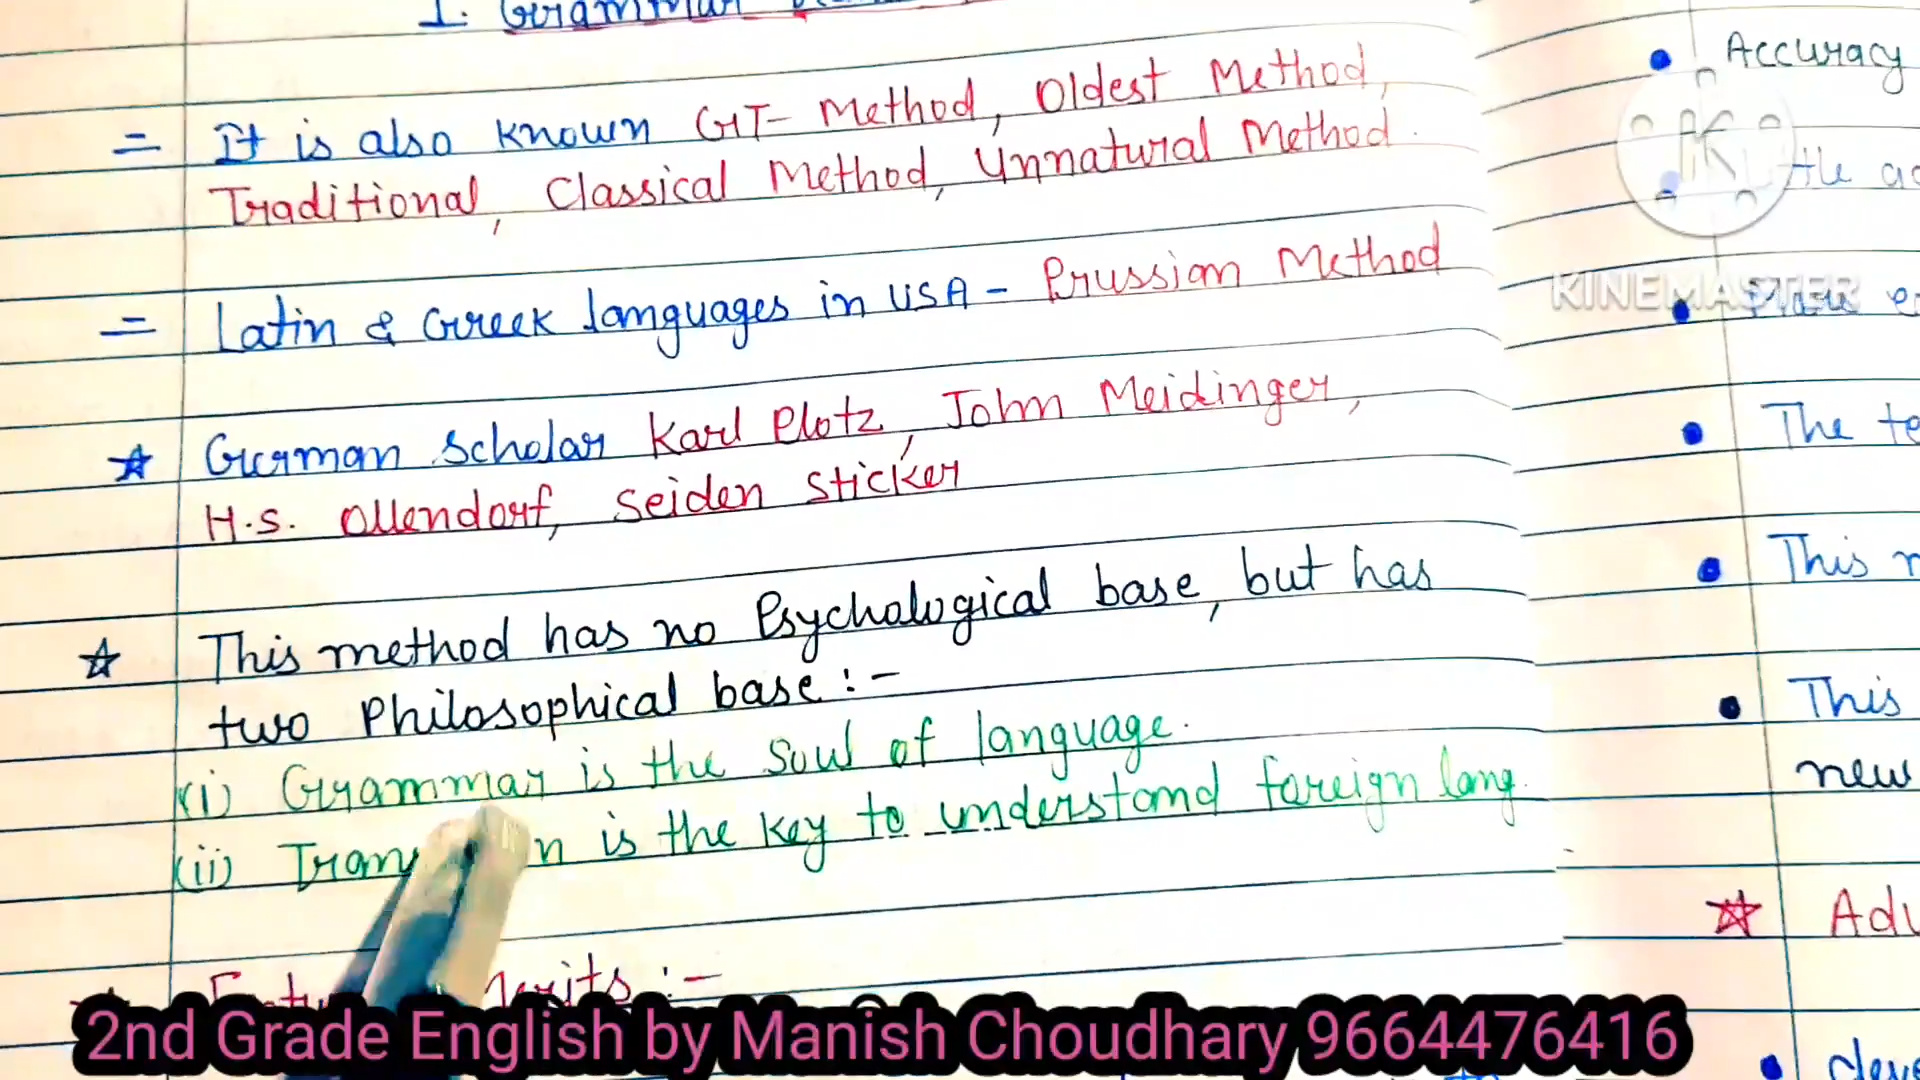 1. Grammar
= It is also known GT- Method, Oldest Method,
Traditional, Classical Method, Unnatural Method.
= Latin & Greek languages in USA - Prussian Method
☆ German scholar Karl Plotz, John Meidinger,
H.S. Ollendorf, Seiden Sticker
☆ This method has no Psychological base, but has
two Philosophical base :-
(i) Grammar is the Soul of language.
(ii) Tran n is the key to understand foreign lang.
Merits :-
Accuracy
KINEMASTER
The te
This
This
new
☆ Adv
2nd Grade English by Manish Choudhary 9664476416